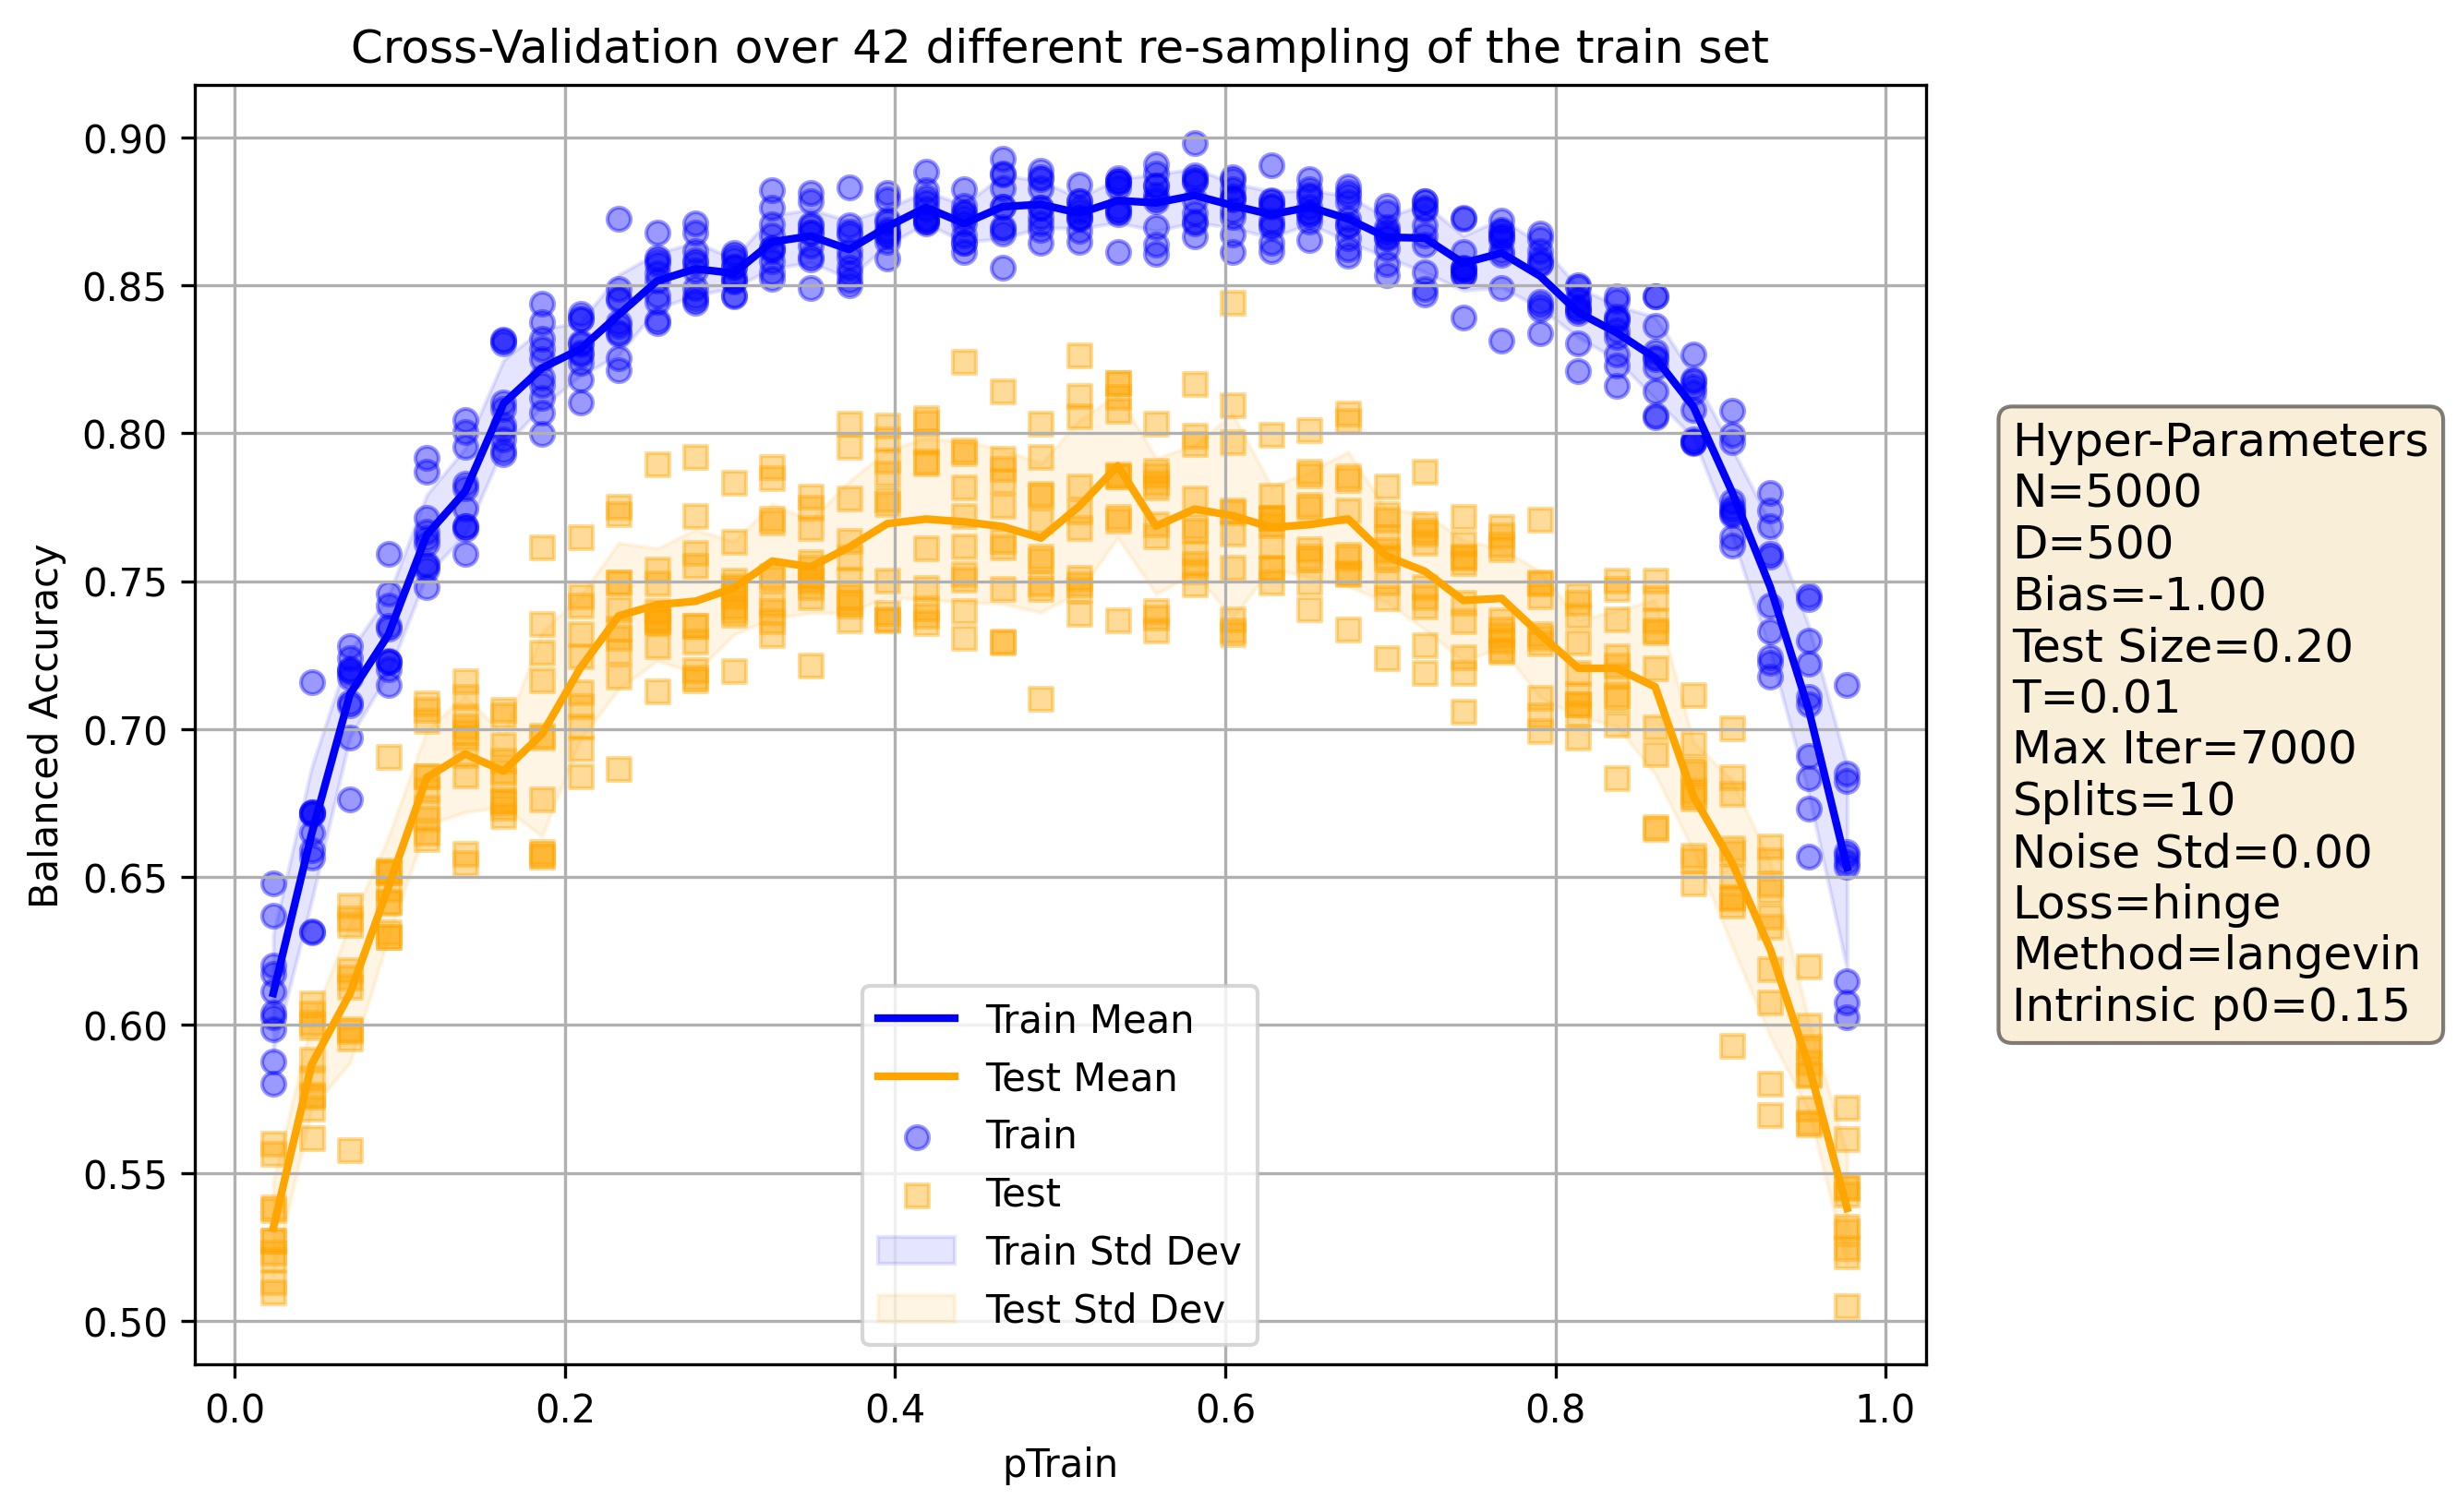 Cross-Validation over 42 different re-sampling of the train set
Balanced Accuracy
0.90
0.85
0.80
0.75
0.70
0.65
0.60
0.55
0.50
0.0
0.2
0.4
0.6
0.8
1.0
pTrain
Train Mean
Test Mean
Train
Test
Train Std Dev
Test Std Dev
Hyper-Parameters
N=5000
D=500
Bias=-1.00
Test Size=0.20
T=0.01
Max Iter=7000
Splits=10
Noise Std=0.00
Loss=hinge
Method=langevin
Intrinsic p0=0.15